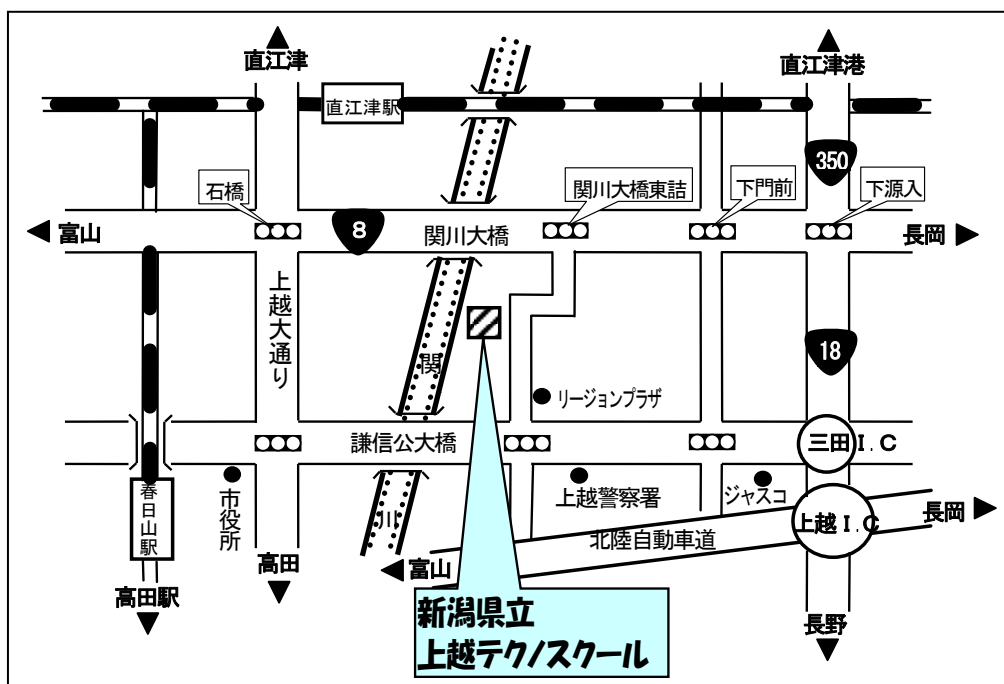 直江津
直江津港
直江津駅
350
石橋
関川大橋東詰
下門前
下源入
富山
8
関川大橋
長岡
上越大通り
関
18
リージョンプラザ
謙信公大橋
三田I.C
春日山駅
市役所
川
上越警察署
ジャスコ
上越I.C
長岡
北陸自動車道
高田
富山
高田駅
新潟県立
上越テクノスクール
長野